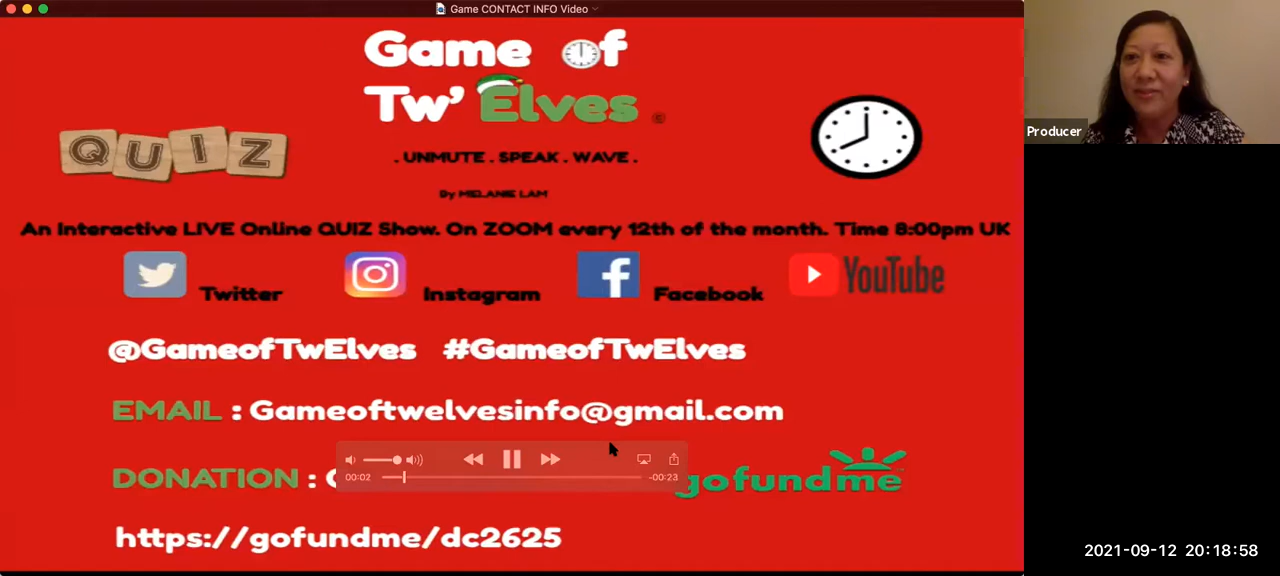 Game CONTACT INFO Video
Game of
Tw' Elves ©
QUIZ
. UNMUTE . SPEAK . WAVE .
By MELANIE LAM
An Interactive LIVE Online QUIZ Show. On ZOOM every 12th of the month. Time 8:00pm UK
Twitter Instagram Facebook YouTube
@GameofTwElves #GameofTwElves
EMAIL : Gameoftwelvesinfo@gmail.com
DONATION : gofundme
00:02 -00:23
https://gofundme/dc2625
Producer
2021-09-12 20:18:58